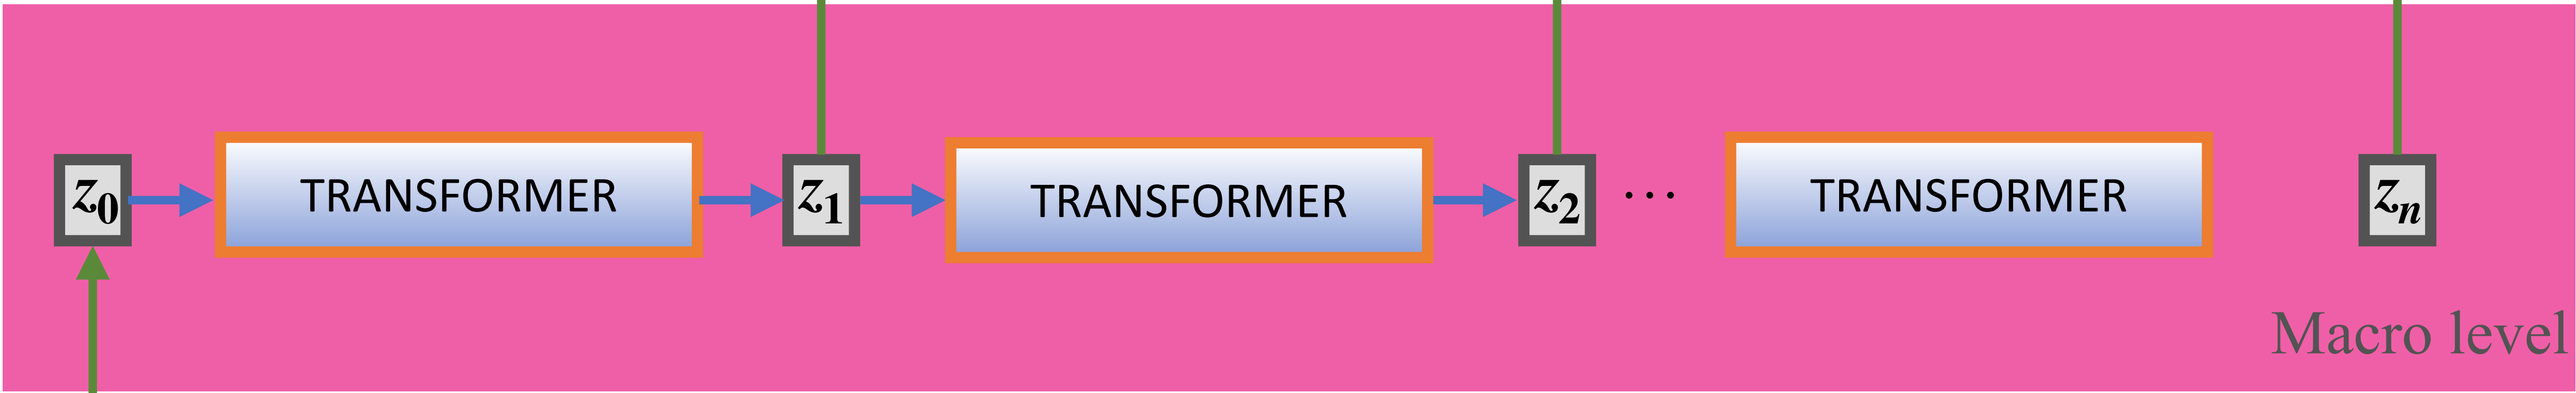 z0 TRANSFORMER z1 TRANSFORMER z2 ... TRANSFORMER zn
Macro level